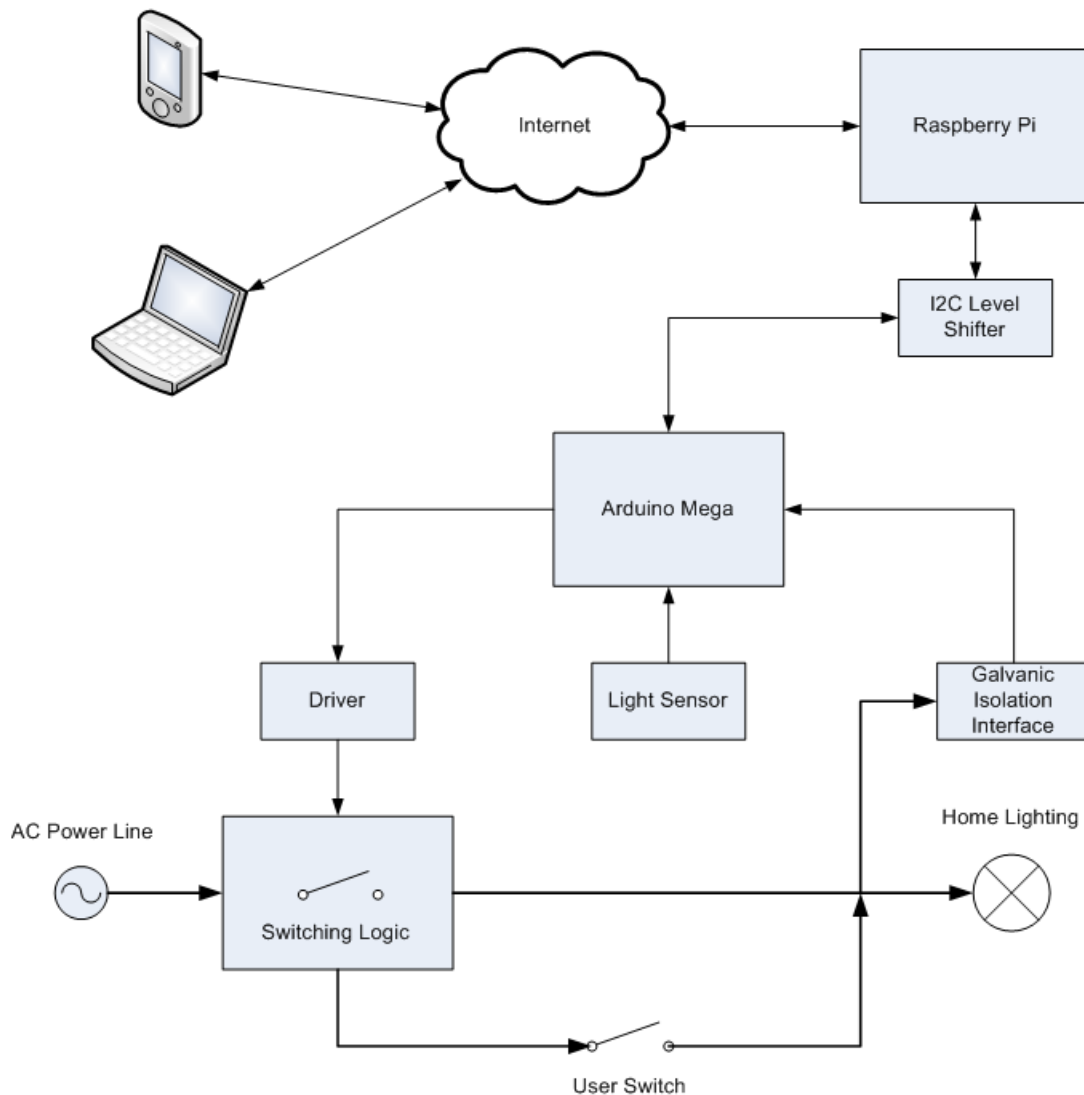 Internet
Raspberry Pi
I2C Level
Shifter
Arduino Mega
Driver
Light Sensor
Galvanic
Isolation
Interface
AC Power Line
Home Lighting
Switching Logic
User Switch